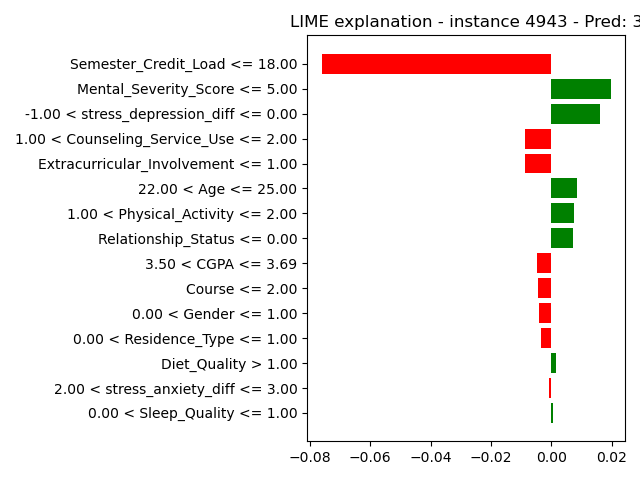 LIME explanation - instance 4943 - Pred: 3
Semester_Credit_Load <= 18.00
Mental_Severity_Score <= 5.00
-1.00 < stress_depression_diff <= 0.00
1.00 < Counseling_Service_Use <= 2.00
Extracurricular_Involvement <= 1.00
22.00 < Age <= 25.00
1.00 < Physical_Activity <= 2.00
Relationship_Status <= 0.00
3.50 < CGPA <= 3.69
Course <= 2.00
0.00 < Gender <= 1.00
0.00 < Residence_Type <= 1.00
Diet_Quality > 1.00
2.00 < stress_anxiety_diff <= 3.00
0.00 < Sleep_Quality <= 1.00
−0.08 −0.06 −0.04 −0.02 0.00 0.02